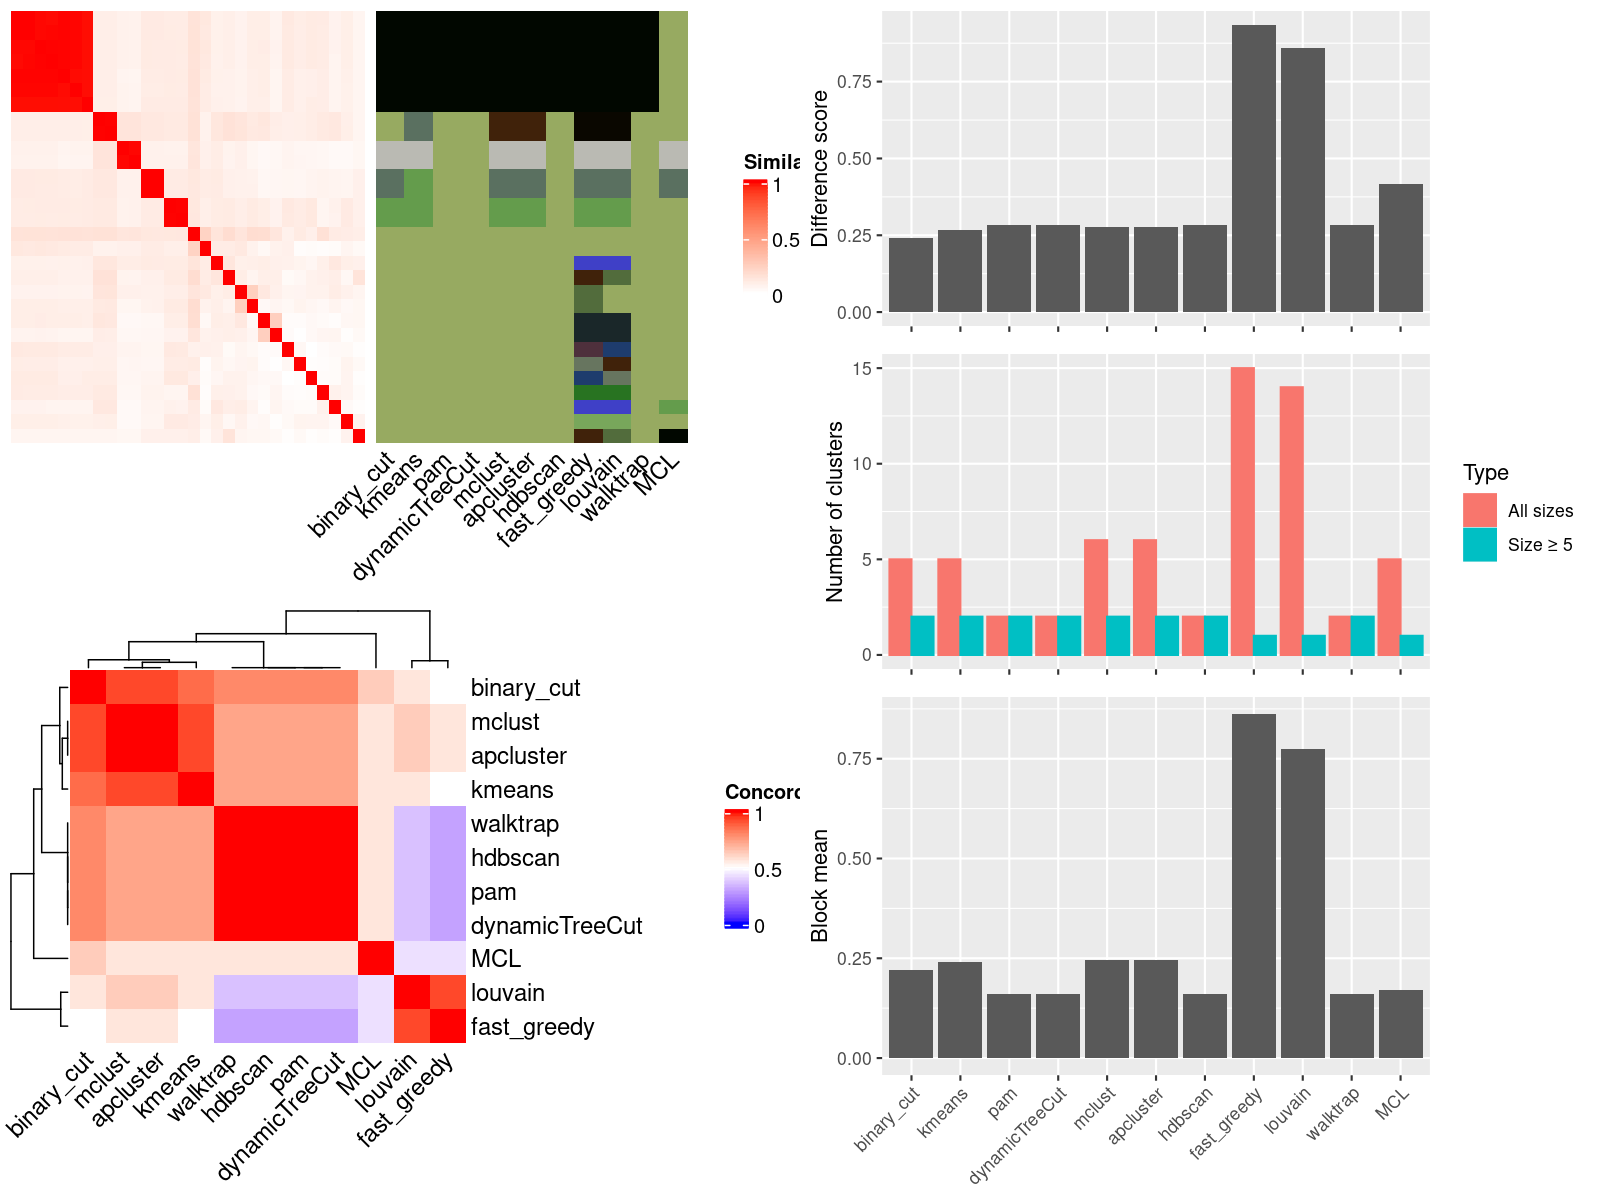 Simila
1
0.5
0
binary_cut
kmeans
pam
dynamicTreeCut
mclust
apcluster
hdbscan
fast_greedy
louvain
walktrap
MCL
binary_cut
mclust
apcluster
kmeans
walktrap
hdbscan
pam
dynamicTreeCut
MCL
louvain
fast_greedy
binary_cut
mclust
apcluster
kmeans
walktrap
hdbscan
pam
dynamicTreeCut
MCL
louvain
fast_greedy
Concord
1
0.5
0
Difference score
0.75
0.50
0.25
0.00
Number of clusters
15
10
5
0
Type
All sizes
Size ≥ 5
Block mean
0.75
0.50
0.25
0.00
binary_cut
kmeans
pam
dynamicTreeCut
mclust
apcluster
hdbscan
fast_greedy
louvain
walktrap
MCL